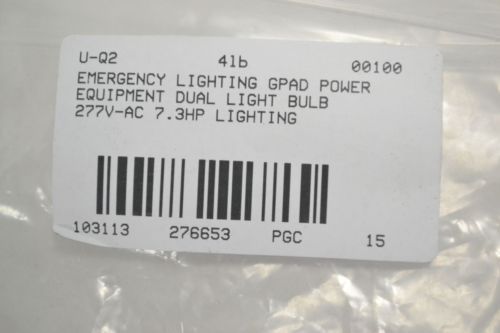 U-Q2 4lb 00100
EMERGENCY LIGHTING GPAD POWER
EQUIPMENT DUAL LIGHT BULB
277V-AC 7.3HP LIGHTING
103113 276653 PGC 15